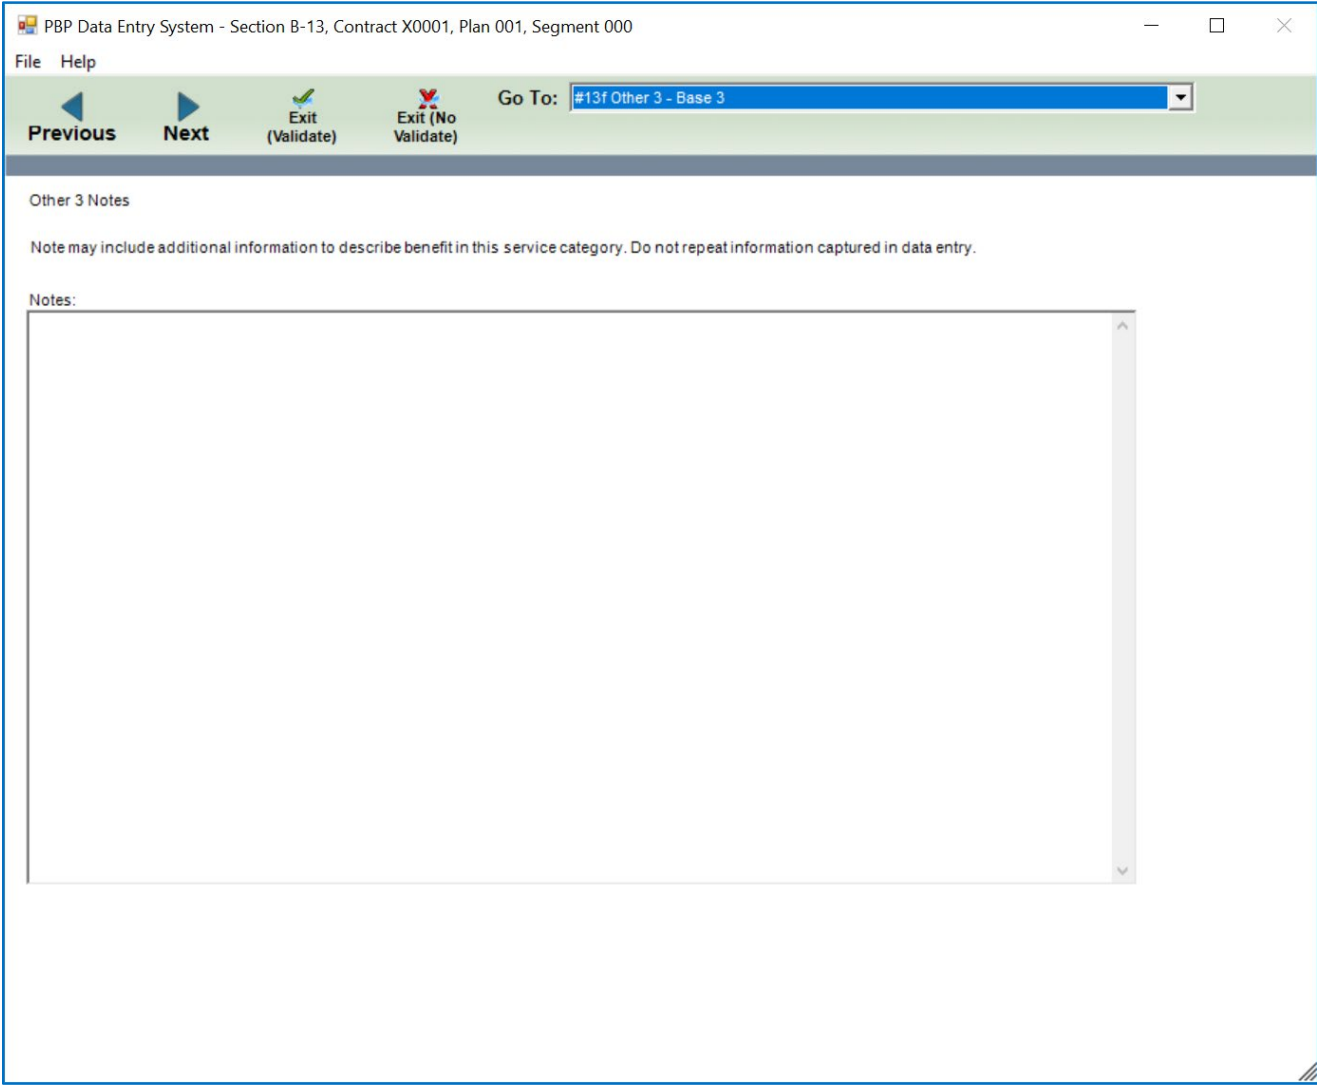 PBP Data Entry System - Section B-13, Contract X0001, Plan 001, Segment 000
File Help
Previous
Next
Exit
(Validate)
Exit (No
Validate)
Go To:
#13f Other 3 - Base 3
Other 3 Notes
Note may include additional information to describe benefit in this service category. Do not repeat information captured in data entry.
Notes: